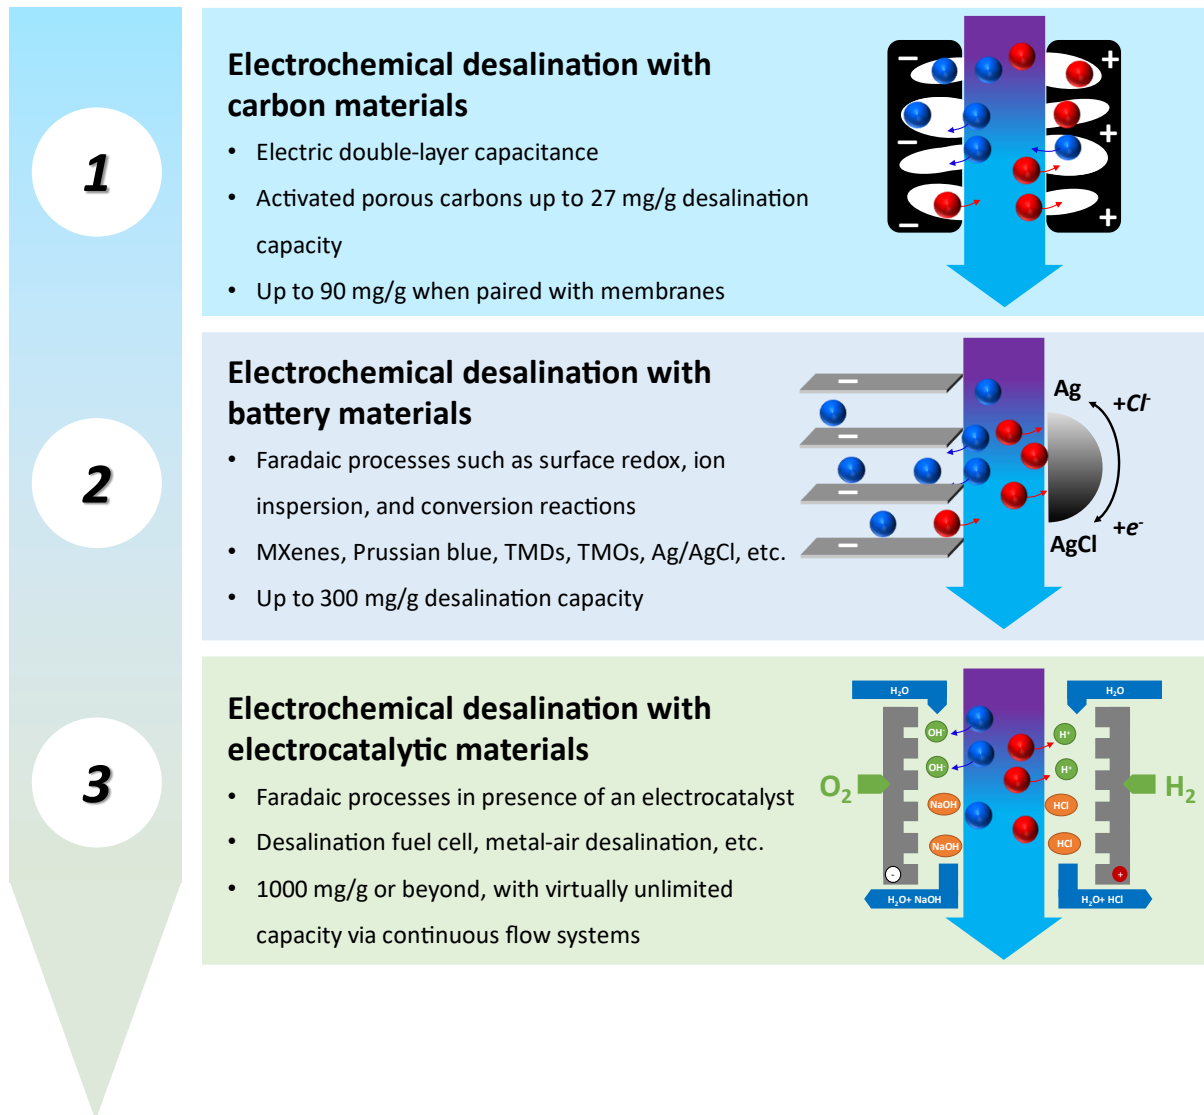 1
Electrochemical desalination with
carbon materials
• Electric double-layer capacitance
• Activated porous carbons up to 27 mg/g desalination
capacity
• Up to 90 mg/g when paired with membranes
− +
− +
− +
2
Electrochemical desalination with
battery materials
• Faradaic processes such as surface redox, ion
inspersion, and conversion reactions
• MXenes, Prussian blue, TMDs, TMOs, Ag/AgCl, etc.
• Up to 300 mg/g desalination capacity
−
−
−
−
Ag
+Cl⁻
+e⁻
AgCl
3
Electrochemical desalination with
electrocatalytic materials
• Faradaic processes in presence of an electrocatalyst
• Desalination fuel cell, metal-air desalination, etc.
• 1000 mg/g or beyond, with virtually unlimited
capacity via continuous flow systems
H₂O H₂O
OH⁻ H⁺
OH⁻ H⁺
O₂ H₂
NaOH HCl
NaOH HCl
- +
H₂O+ NaOH H₂O+ HCl